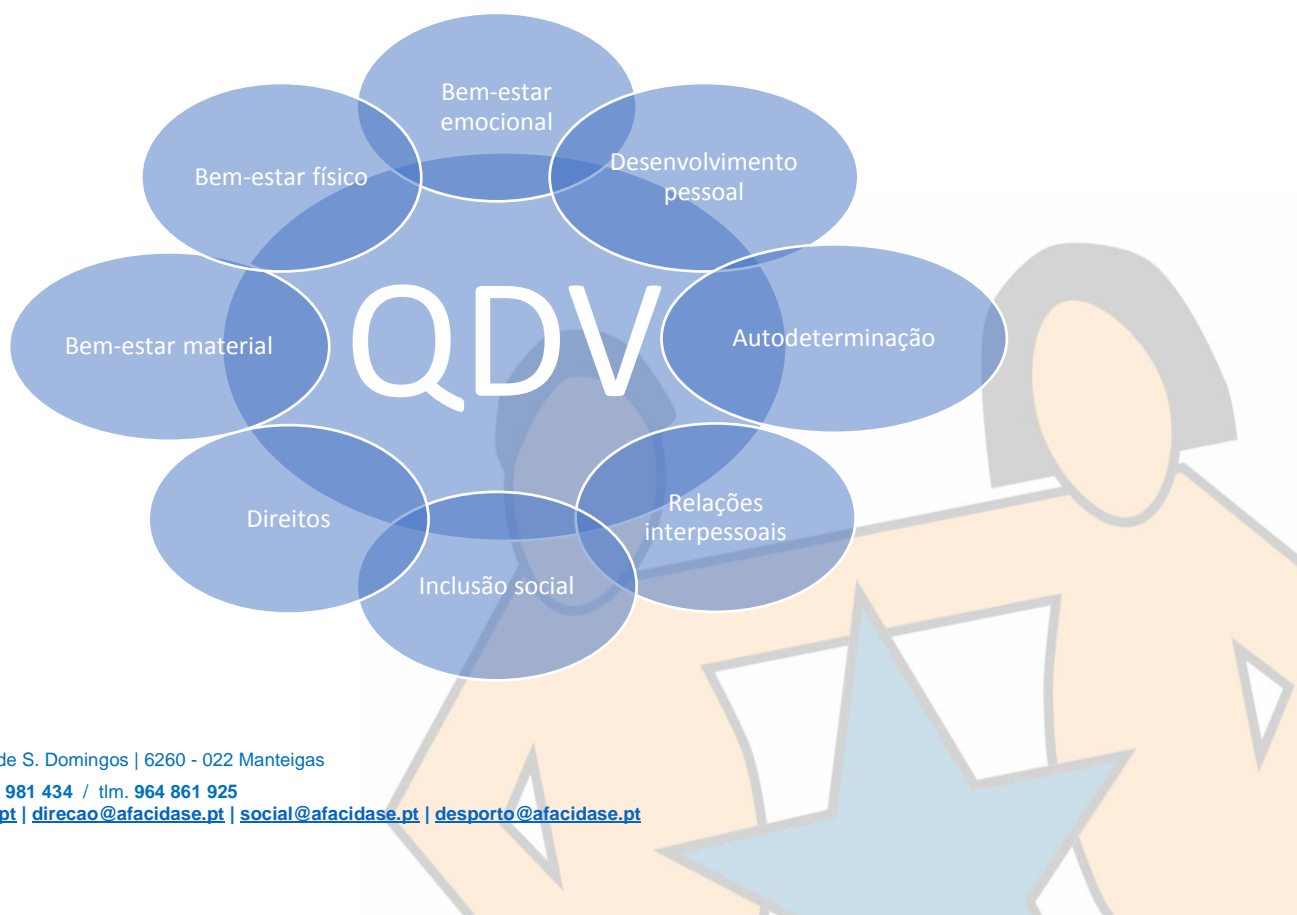 Bem-estar
emocional
Desenvolvimento
pessoal
Bem-estar físico
QDV
Autodeterminação
Bem-estar material
Relações
interpessoais
Direitos
Inclusão social
de S. Domingos | 6260 - 022 Manteigas
981 434 / tlm. 964 861 925
pt | direcao@afacidase.pt | social@afacidase.pt | desporto@afacidase.pt